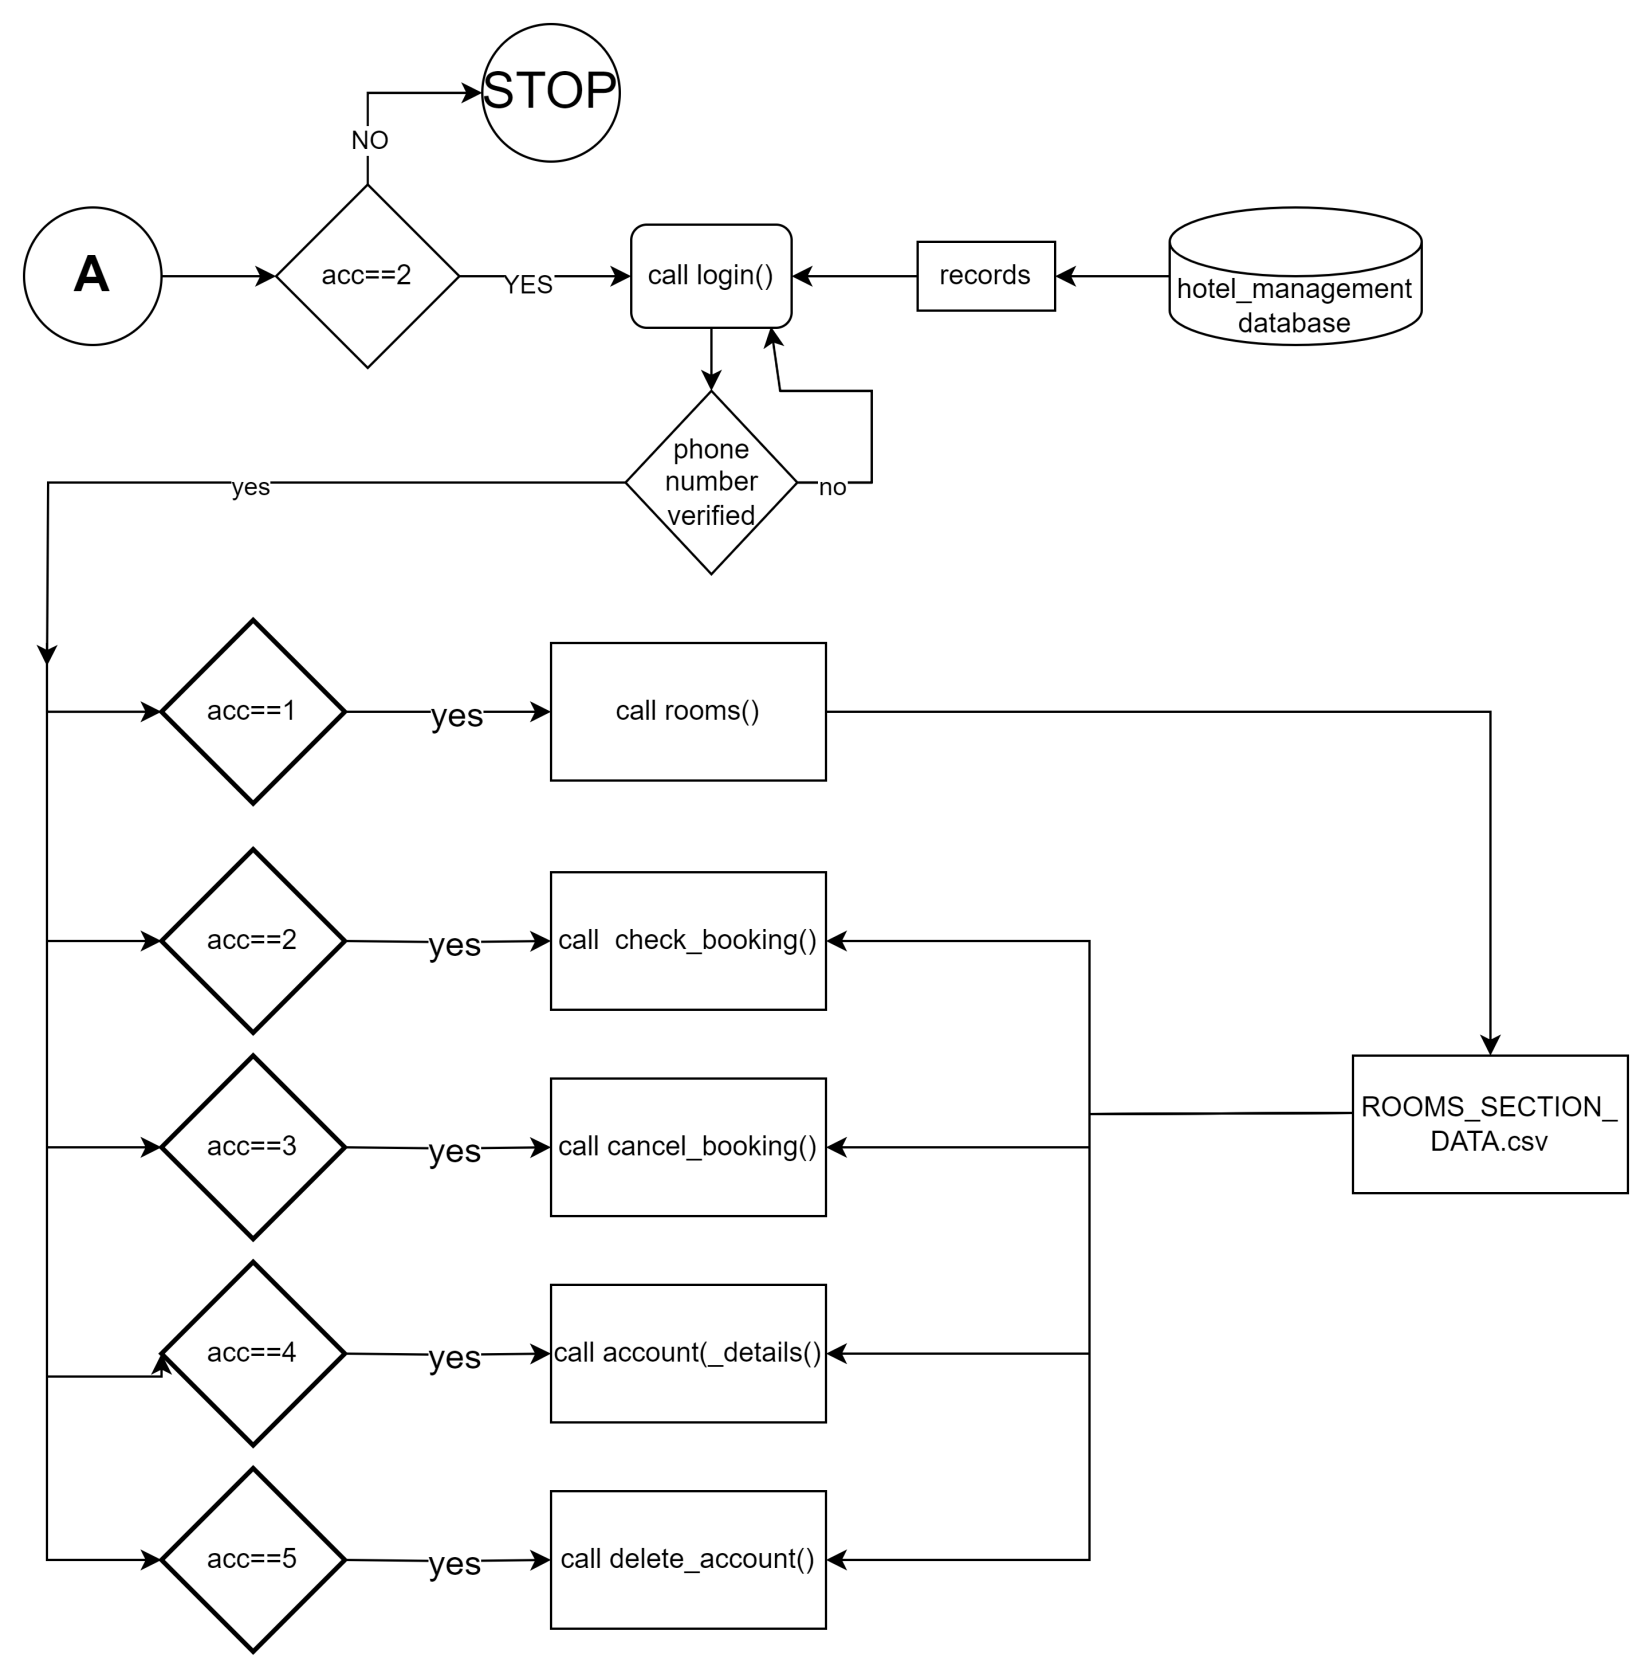 STOP
NO
A
acc==2
YES
call login()
records
hotel_management
database
phone
number
verified
yes
no
acc==1
yes
call rooms()
acc==2
yes
call  check_booking()
ROOMS_SECTION_
DATA.csv
acc==3
yes
call cancel_booking()
acc==4
yes
call account(_details()
acc==5
yes
call delete_account()